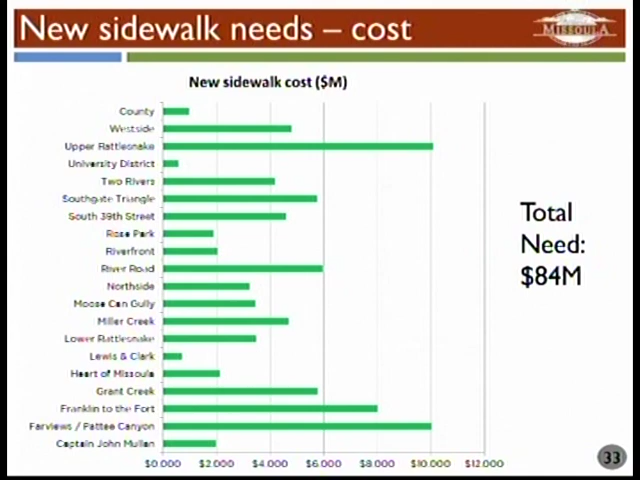 New sidewalk needs – cost
MISSOULA
New sidewalk cost ($M)
County
Westside
Upper Rattlesnake
University District
Two Rivers
Southgate Triangle
South 39th Street
Rose Park
Riverfront
River Road
Northside
Moose Can Gully
Miller Creek
Lower Rattlesnake
Lewis & Clark
Heart of Missoula
Grant Creek
Franklin to the Fort
Farviews / Pattee Canyon
Captain John Mullan
$0.000 $2.000 $4.000 $6.000 $8.000 $10.000 $12.000
Total
Need:
$84M
33